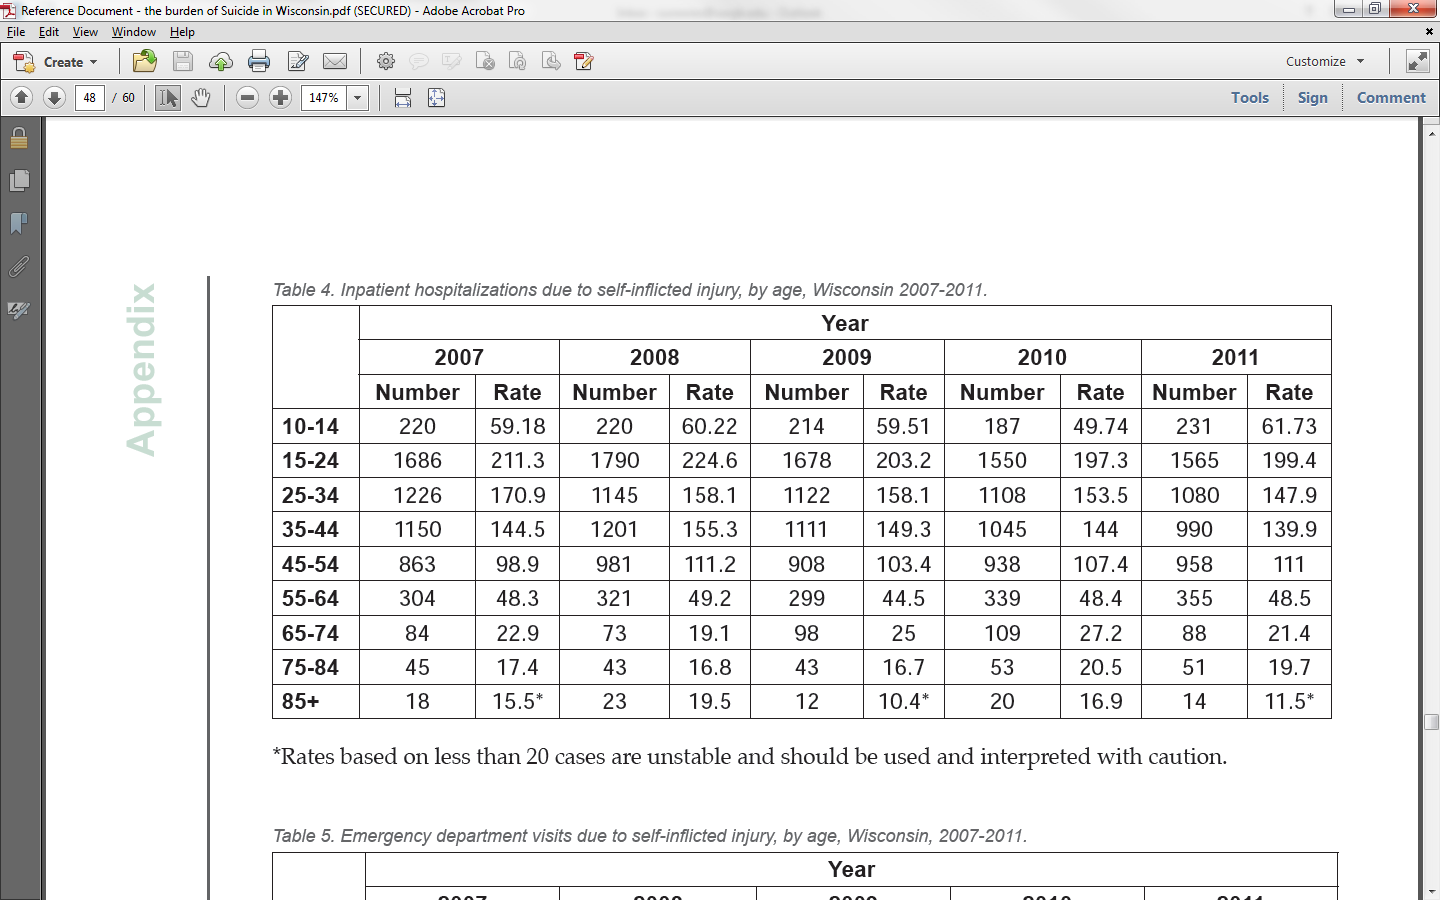 Reference Document - the burden of Suicide in Wisconsin.pdf (SECURED) - Adobe Acrobat Pro
File Edit View Window Help
Create Customize
48 / 60 147% Tools Sign Comment
Appendix
Table 4. Inpatient hospitalizations due to self-inflicted injury, by age, Wisconsin 2007-2011.
Year
2007 2008 2009 2010 2011
Number Rate Number Rate Number Rate Number Rate Number Rate
10-14 220 59.18 220 60.22 214 59.51 187 49.74 231 61.73
15-24 1686 211.3 1790 224.6 1678 203.2 1550 197.3 1565 199.4
25-34 1226 170.9 1145 158.1 1122 158.1 1108 153.5 1080 147.9
35-44 1150 144.5 1201 155.3 1111 149.3 1045 144 990 139.9
45-54 863 98.9 981 111.2 908 103.4 938 107.4 958 111
55-64 304 48.3 321 49.2 299 44.5 339 48.4 355 48.5
65-74 84 22.9 73 19.1 98 25 109 27.2 88 21.4
75-84 45 17.4 43 16.8 43 16.7 53 20.5 51 19.7
85+ 18 15.5* 23 19.5 12 10.4* 20 16.9 14 11.5*
*Rates based on less than 20 cases are unstable and should be used and interpreted with caution.
Table 5. Emergency department visits due to self-inflicted injury, by age, Wisconsin, 2007-2011.
Year
2007 2008 2009 2010 2011